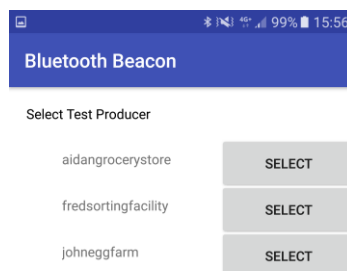 99% 15:56
Bluetooth Beacon
Select Test Producer
aidangrocerystore SELECT
fredsortingfacility SELECT
johneggfarm SELECT